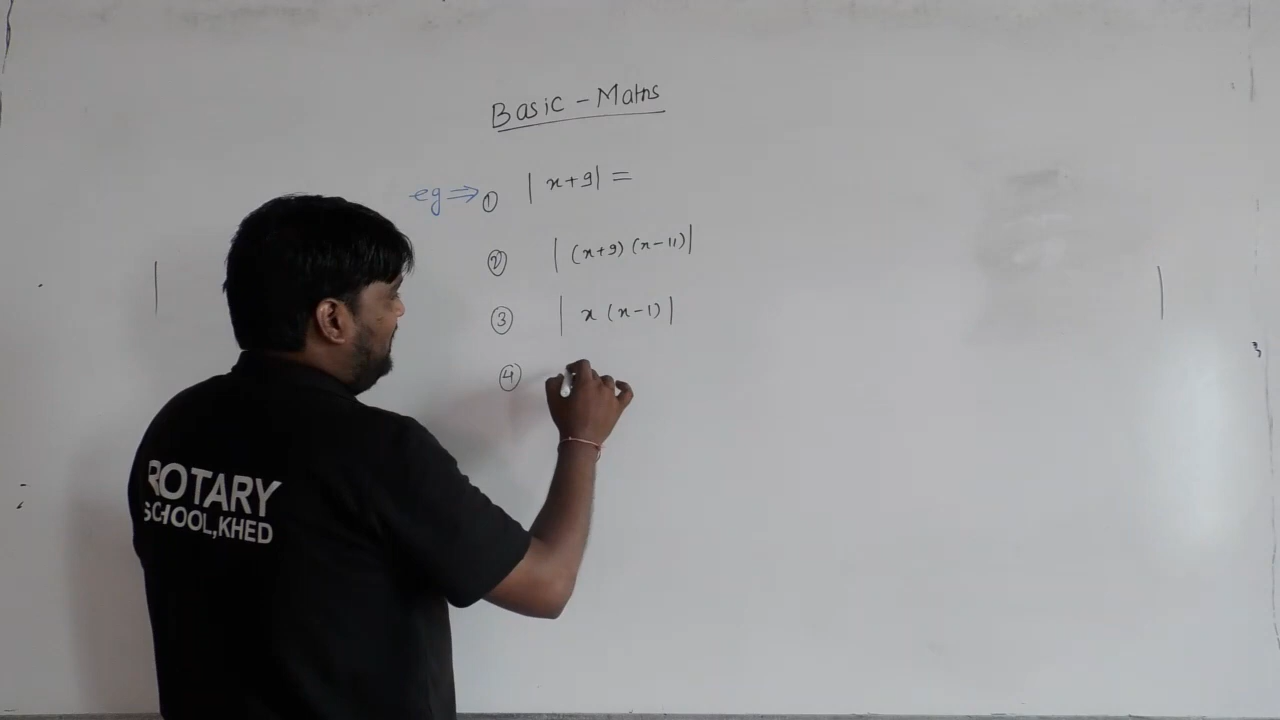 Basic - Maths
eg ⇒ ① | x+9| =
② | (x+9) (x-11)|
③ | x (x-1) |
④
ROTARY
SCHOOL, KHED